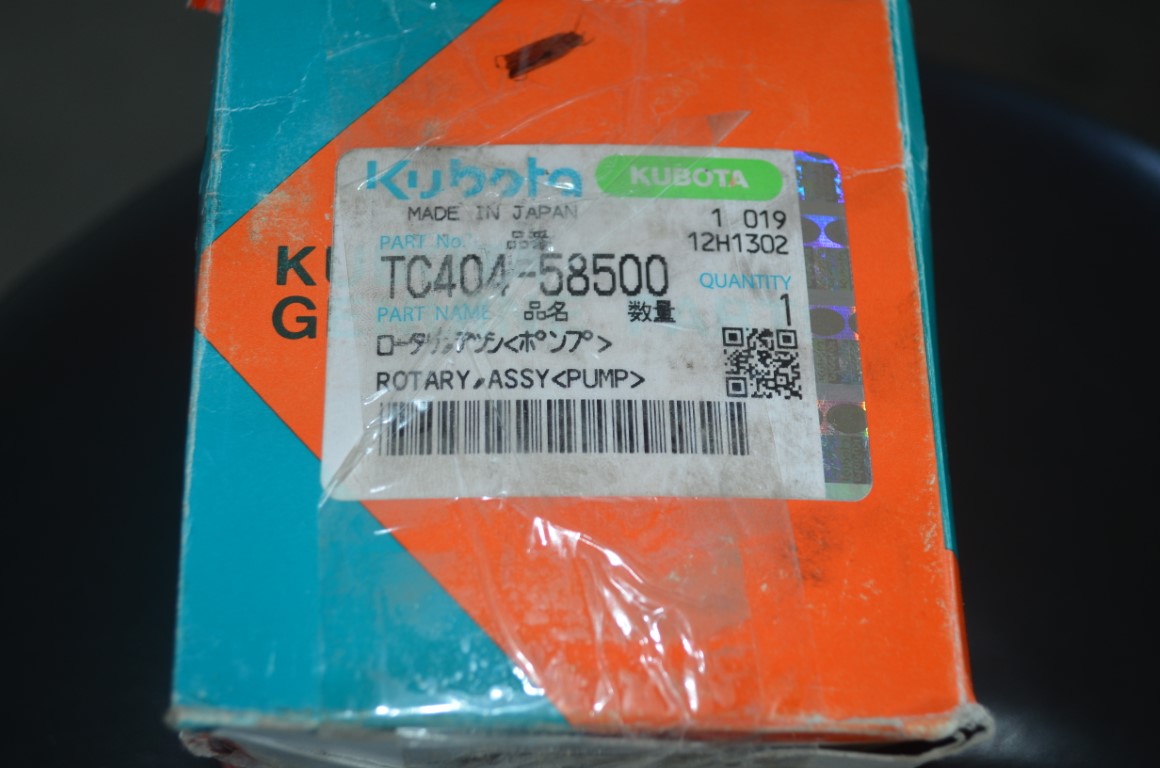 Kubota KUBOTA
MADE IN JAPAN 1 019
PART No. 品番 12H1302
TC404-58500 QUANTITY
PART NAME 品名 数量 1
ロータリ,アツシ<ポンプ>
ROTARY,ASSY<PUMP>
K
G